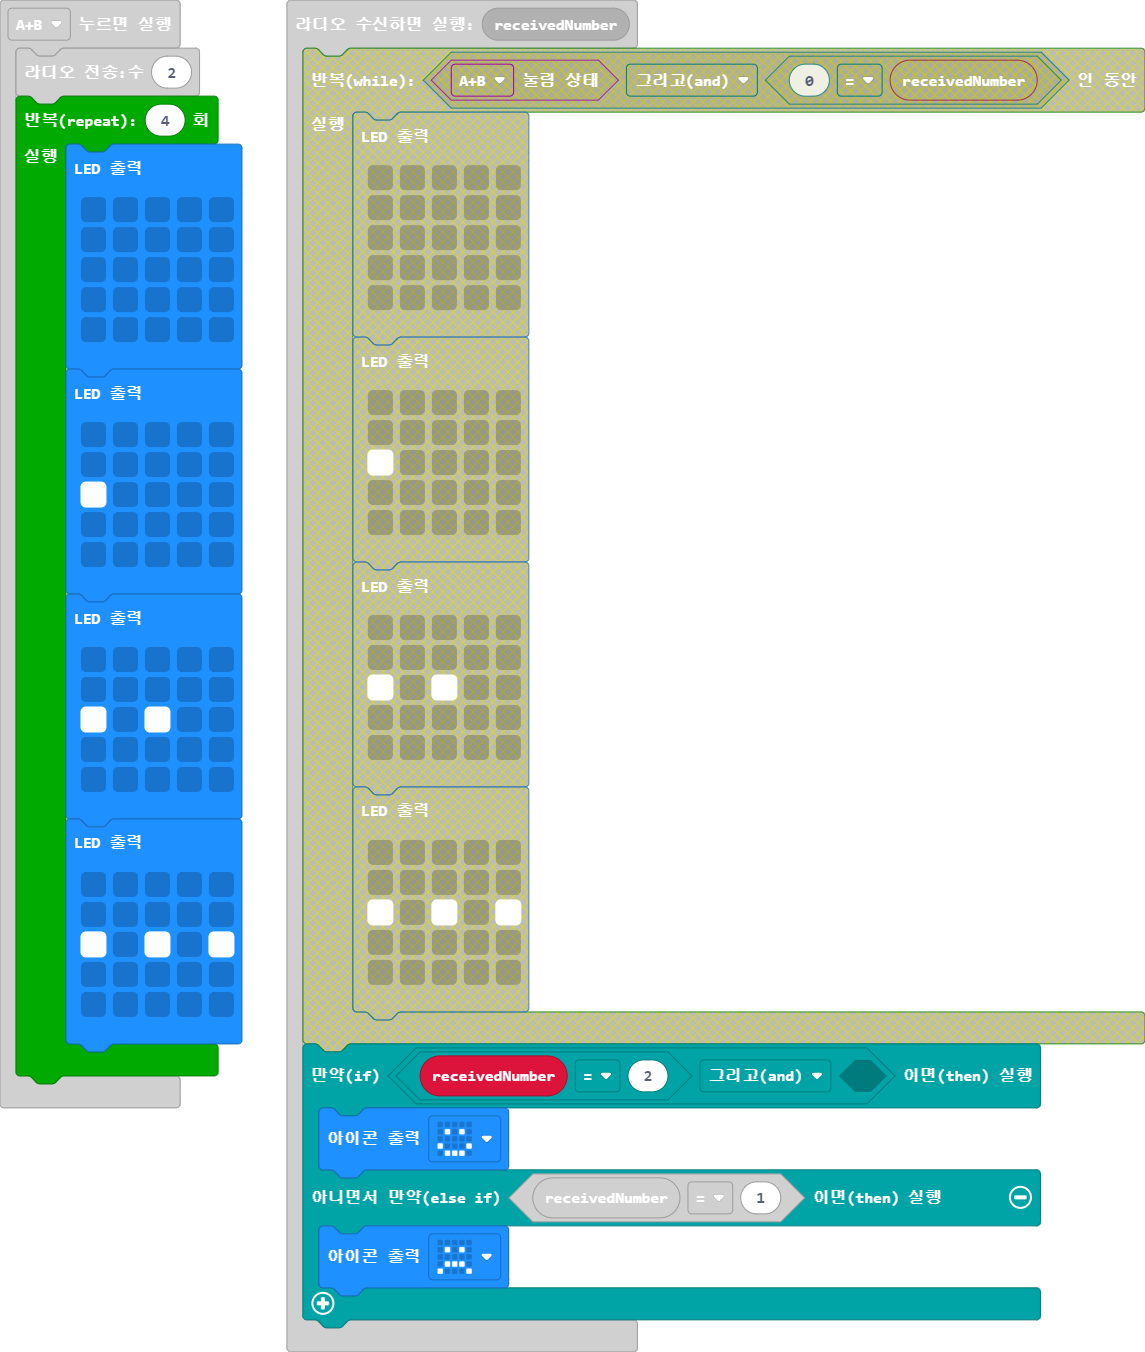 A+B 누르면 실행
라디오 전송:수 2
반복(repeat): 4 회
실행
LED 출력
LED 출력
LED 출력
LED 출력
라디오 수신하면 실행: receivedNumber
반복(while): A+B 눌림 상태 그리고(and) 0 = receivedNumber 인 동안
실행
LED 출력
LED 출력
LED 출력
LED 출력
만약(if) receivedNumber = 2 그리고(and) 이면(then) 실행
아이콘 출력
아니면서 만약(else if) receivedNumber = 1 이면(then) 실행
아이콘 출력